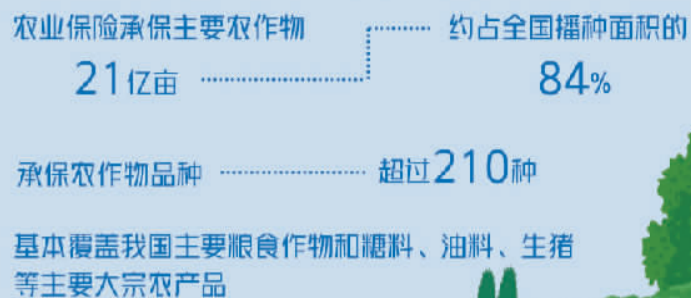 农业保险承保主要农作物
21亿亩
约占全国播种面积的
84%
承保农作物品种
超过210种
基本覆盖我国主要粮食作物和糖料、油料、生猪
等主要大宗农产品